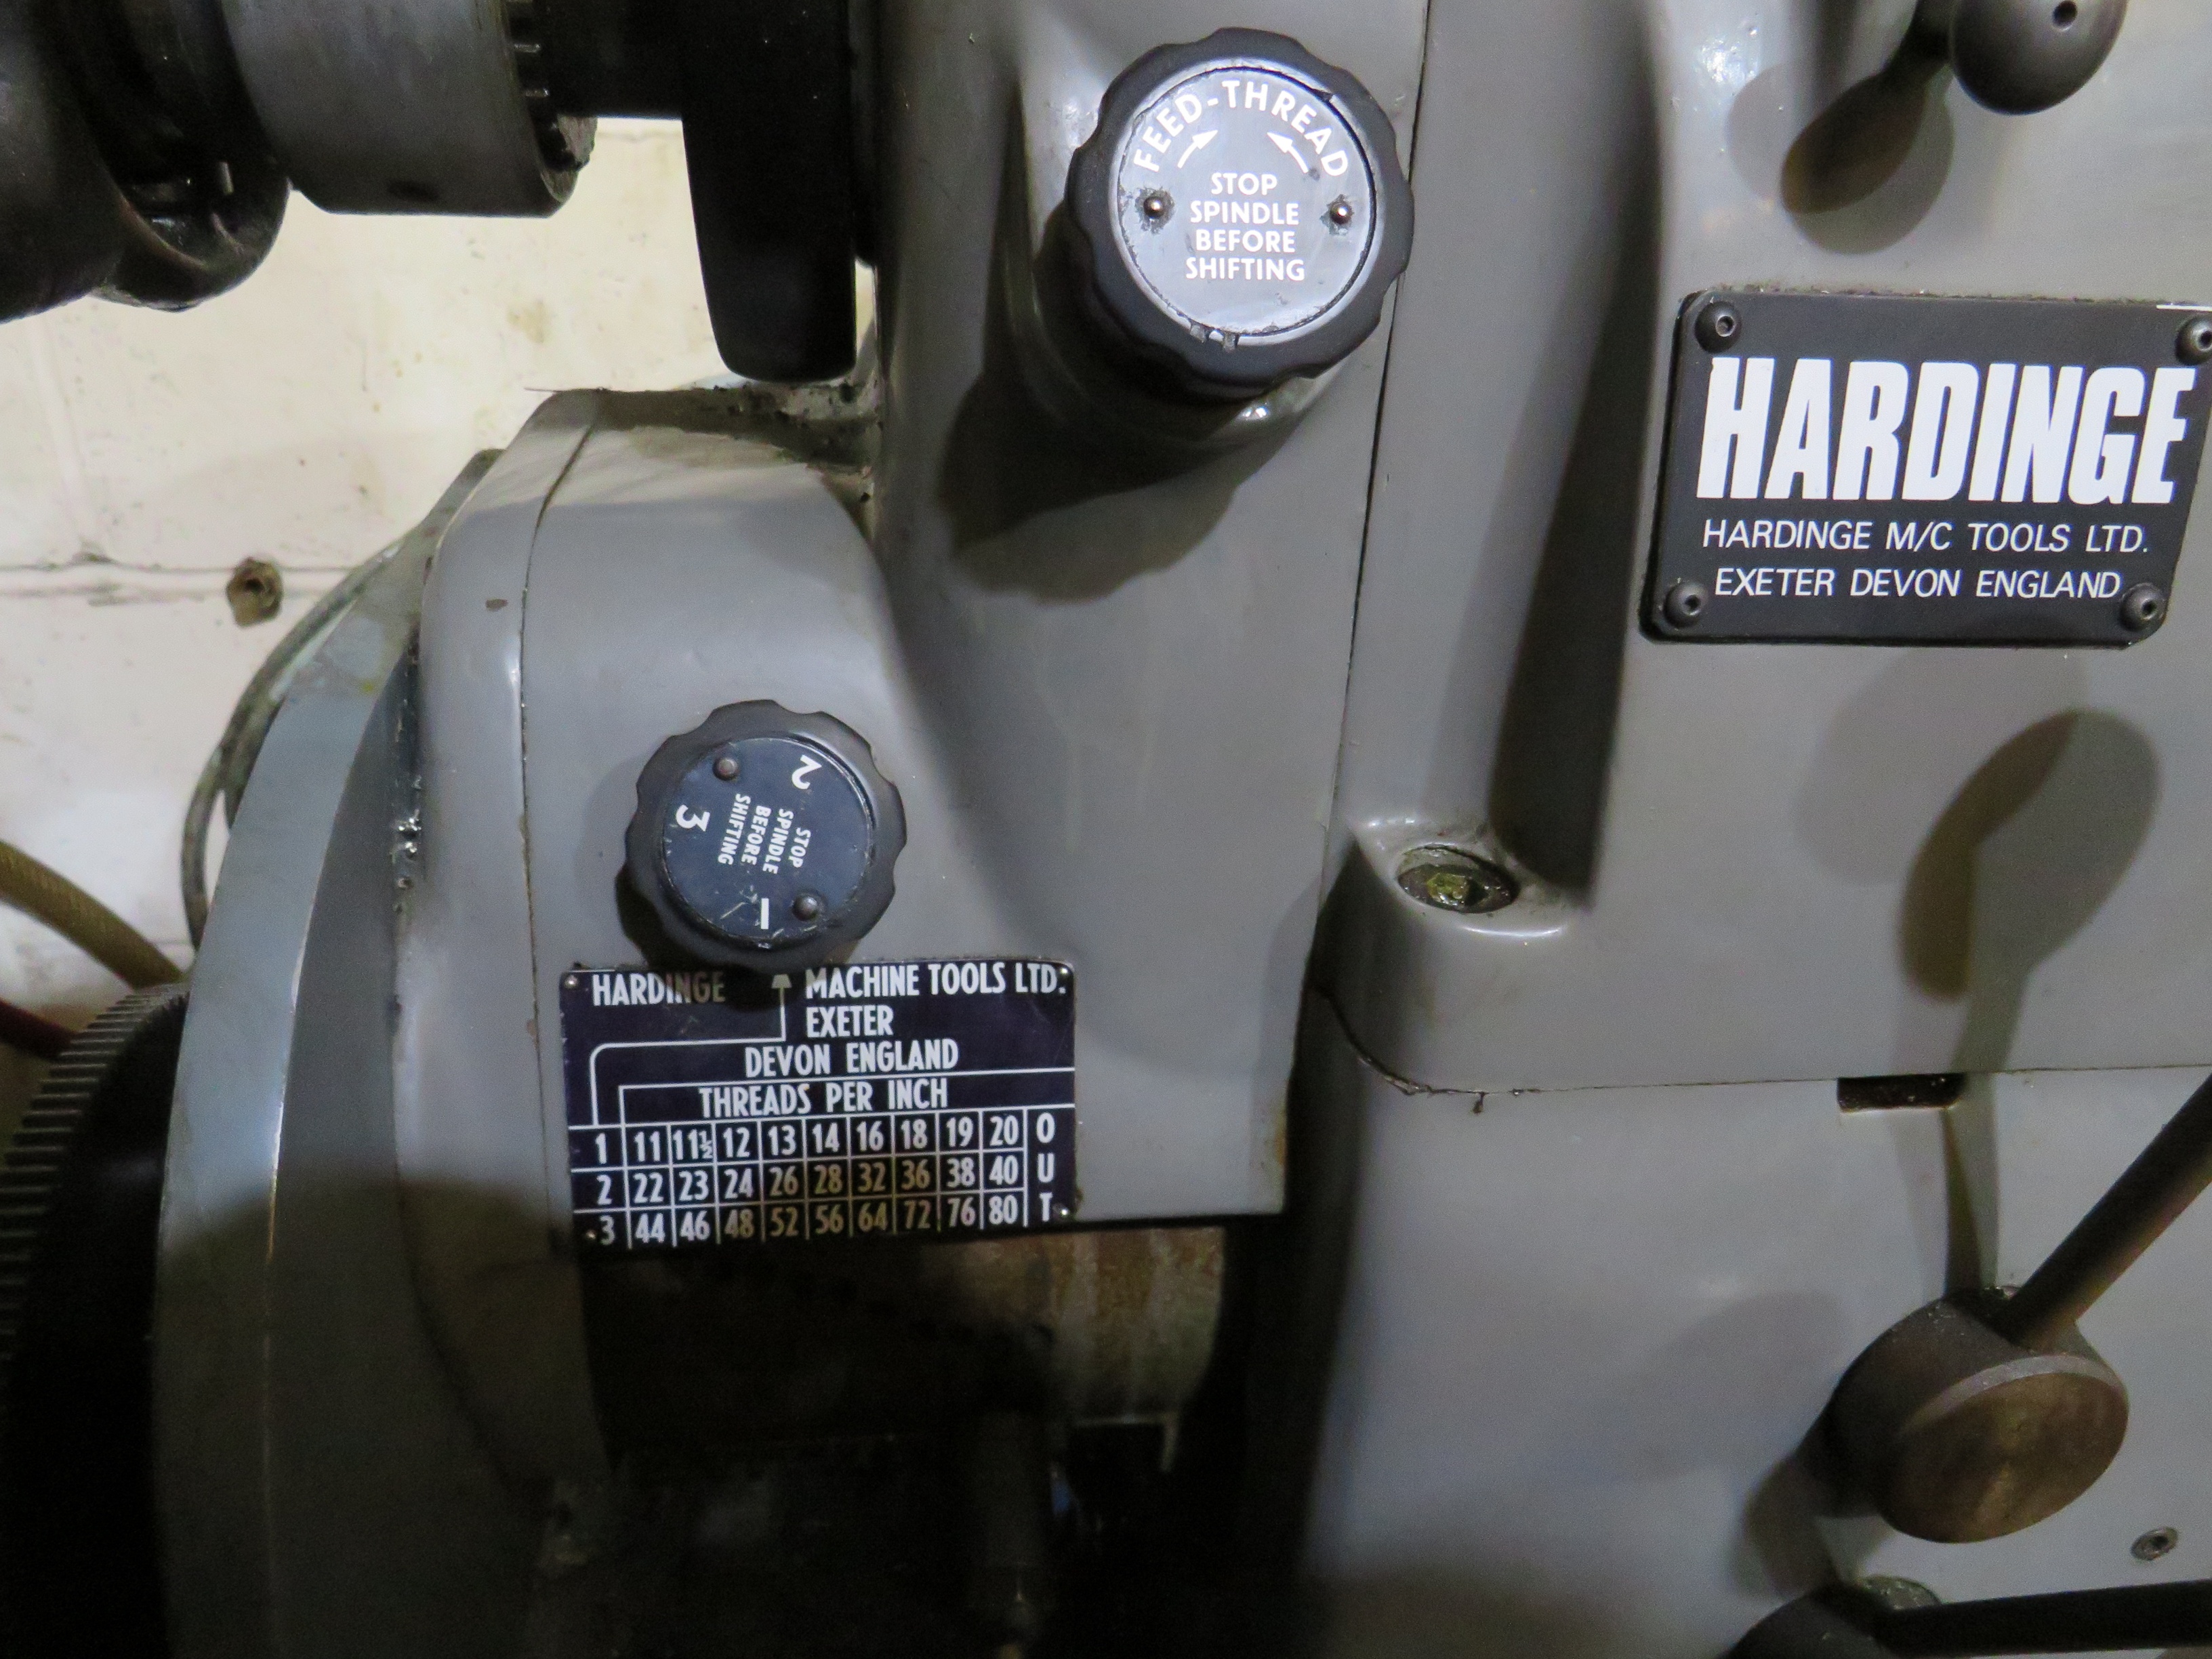 FEED-THREAD
STOP
SPINDLE
BEFORE
SHIFTING
HARDINGE
HARDINGE M/C TOOLS LTD.
EXETER DEVON ENGLAND
2
3
1
STOP
SPINDLE
BEFORE
SHIFTING
HARDINGE MACHINE TOOLS LTD.
EXETER
DEVON ENGLAND
THREADS PER INCH
1 11 11½ 12 13 14 16 18 19 20 O
2 22 23 24 26 28 32 36 38 40 U
3 44 46 48 52 56 64 72 76 80 T